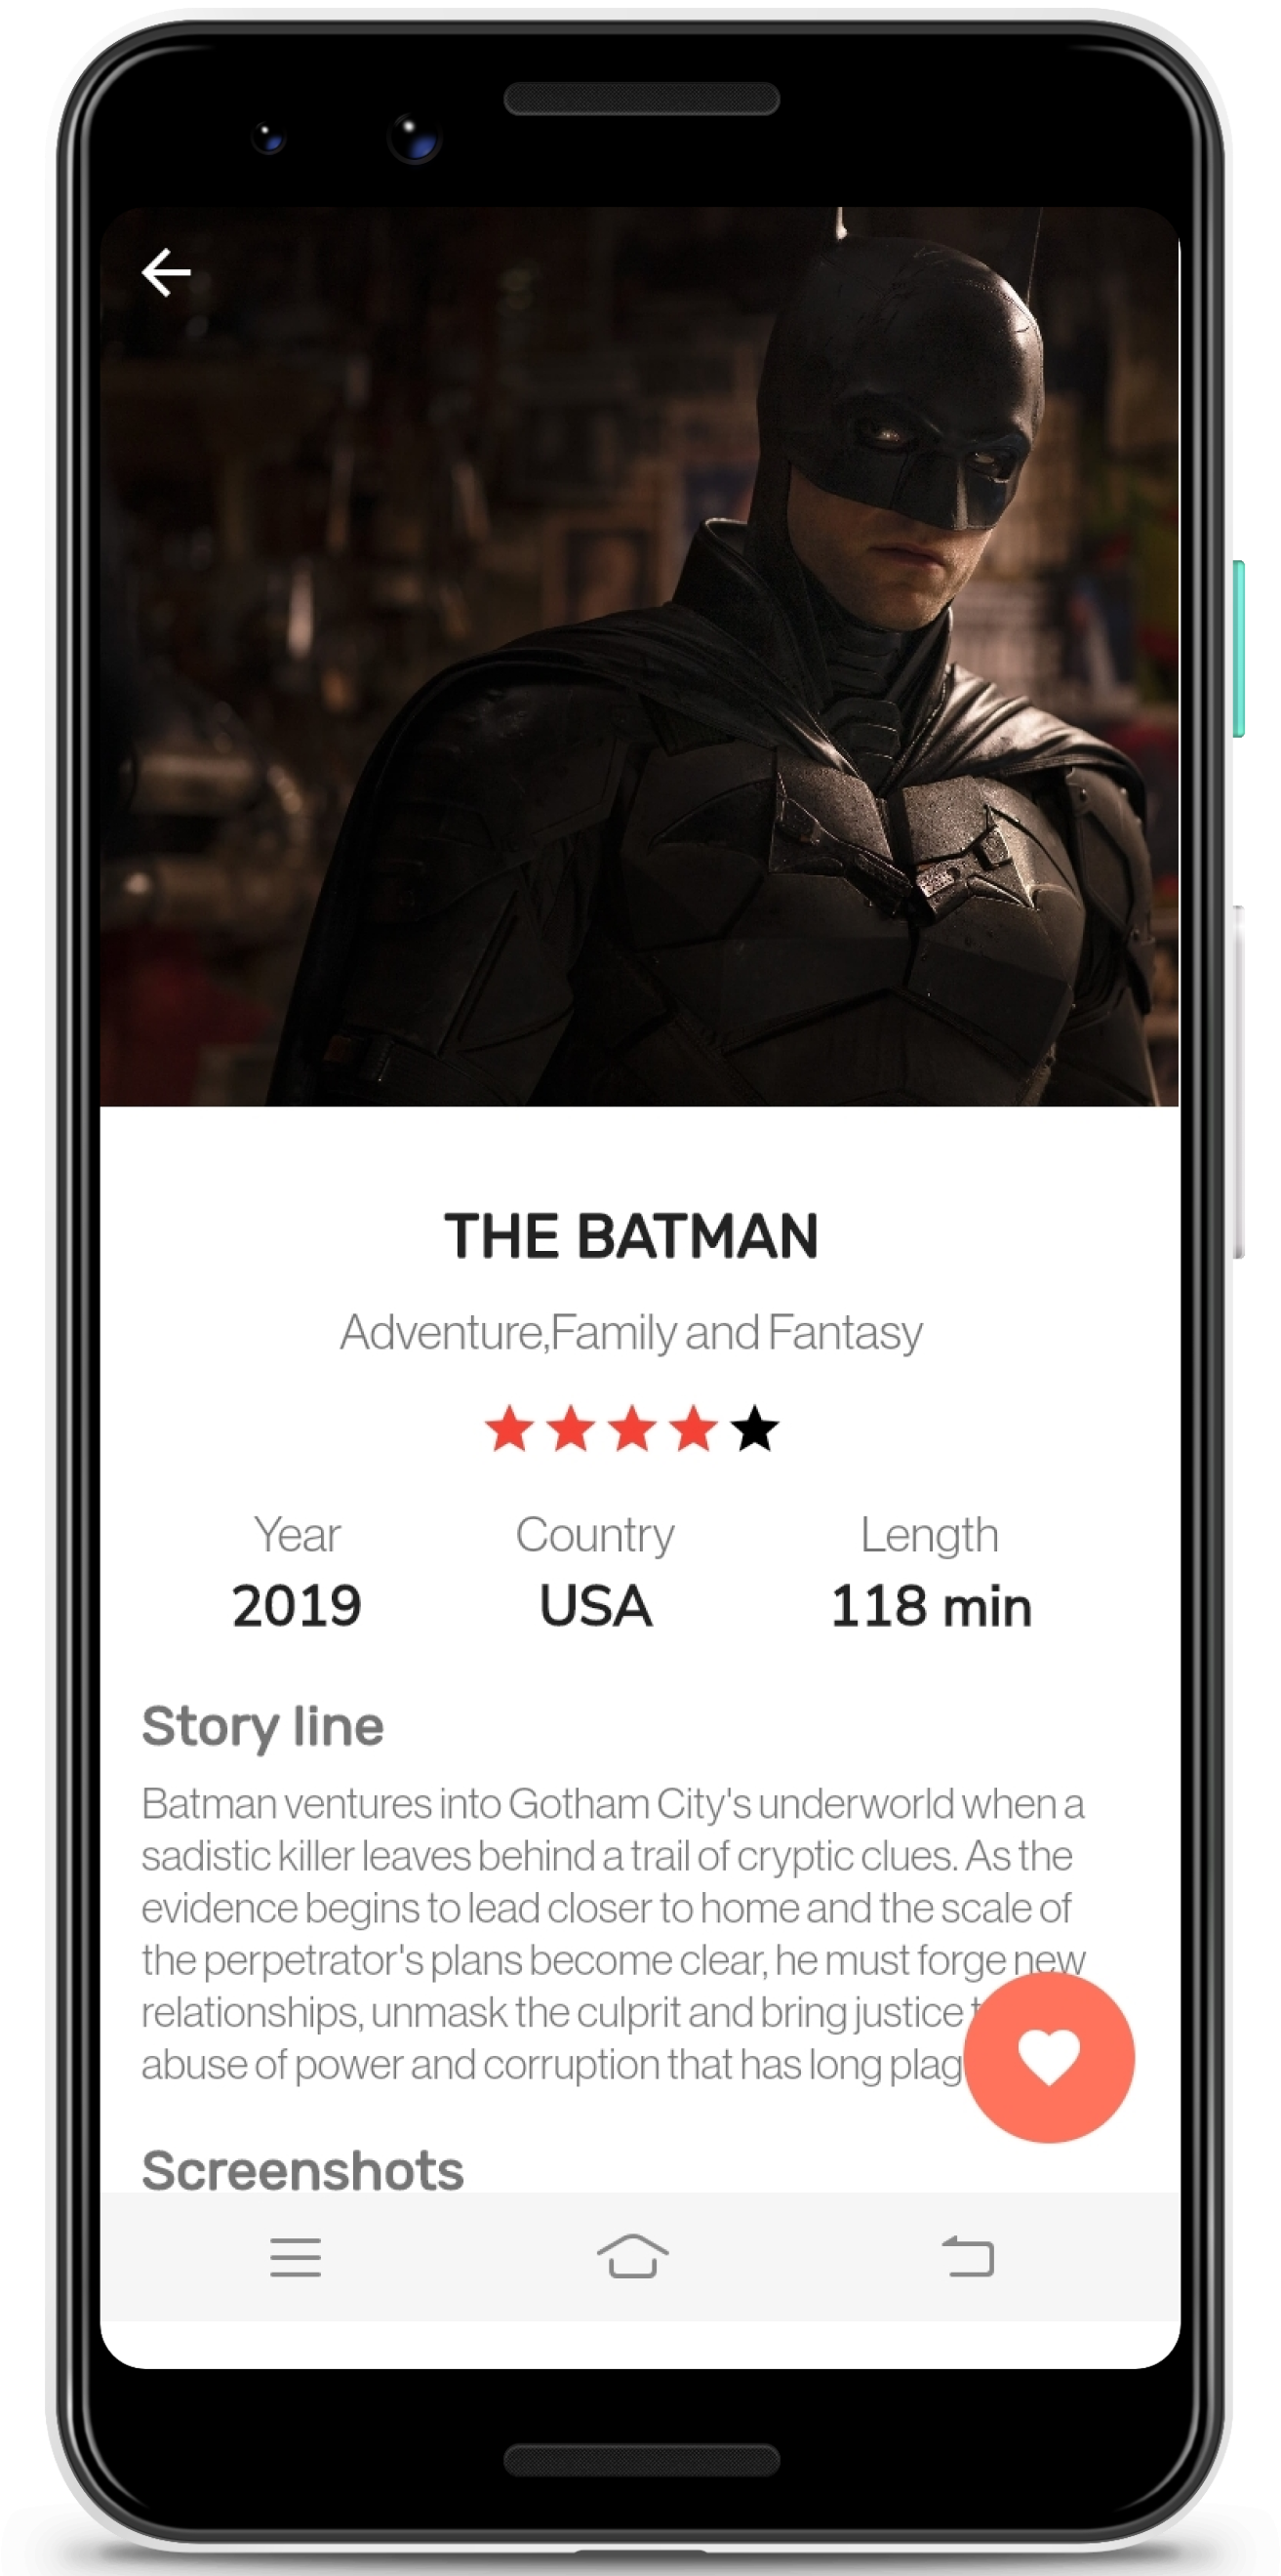 THE BATMAN
Adventure,Family and Fantasy
Year Country Length
2019 USA 118 min
Story line
Batman ventures into Gotham City's underworld when a
sadistic killer leaves behind a trail of cryptic clues. As the
evidence begins to lead closer to home and the scale of
the perpetrator's plans become clear, he must forge new
relationships, unmask the culprit and bring justice
abuse of power and corruption that has long
Screenshots